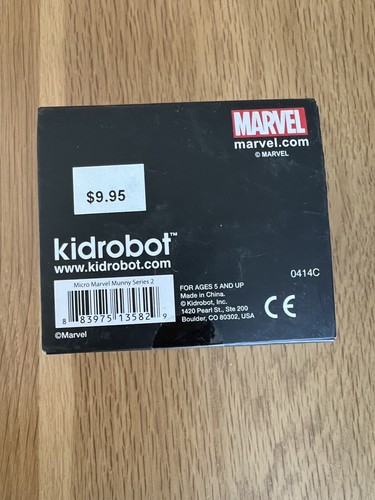 MARVEL
marvel.com
© MARVEL
$9.95
kidrobot™
www.kidrobot.com
0414C
Micro Marvel Munny Series 2
8 83975 13582 9
©Marvel
FOR AGES 5 AND UP
Made in China.
© Kidrobot, Inc.
1420 Pearl St., Ste 200
Boulder, CO 80302, USA
CE